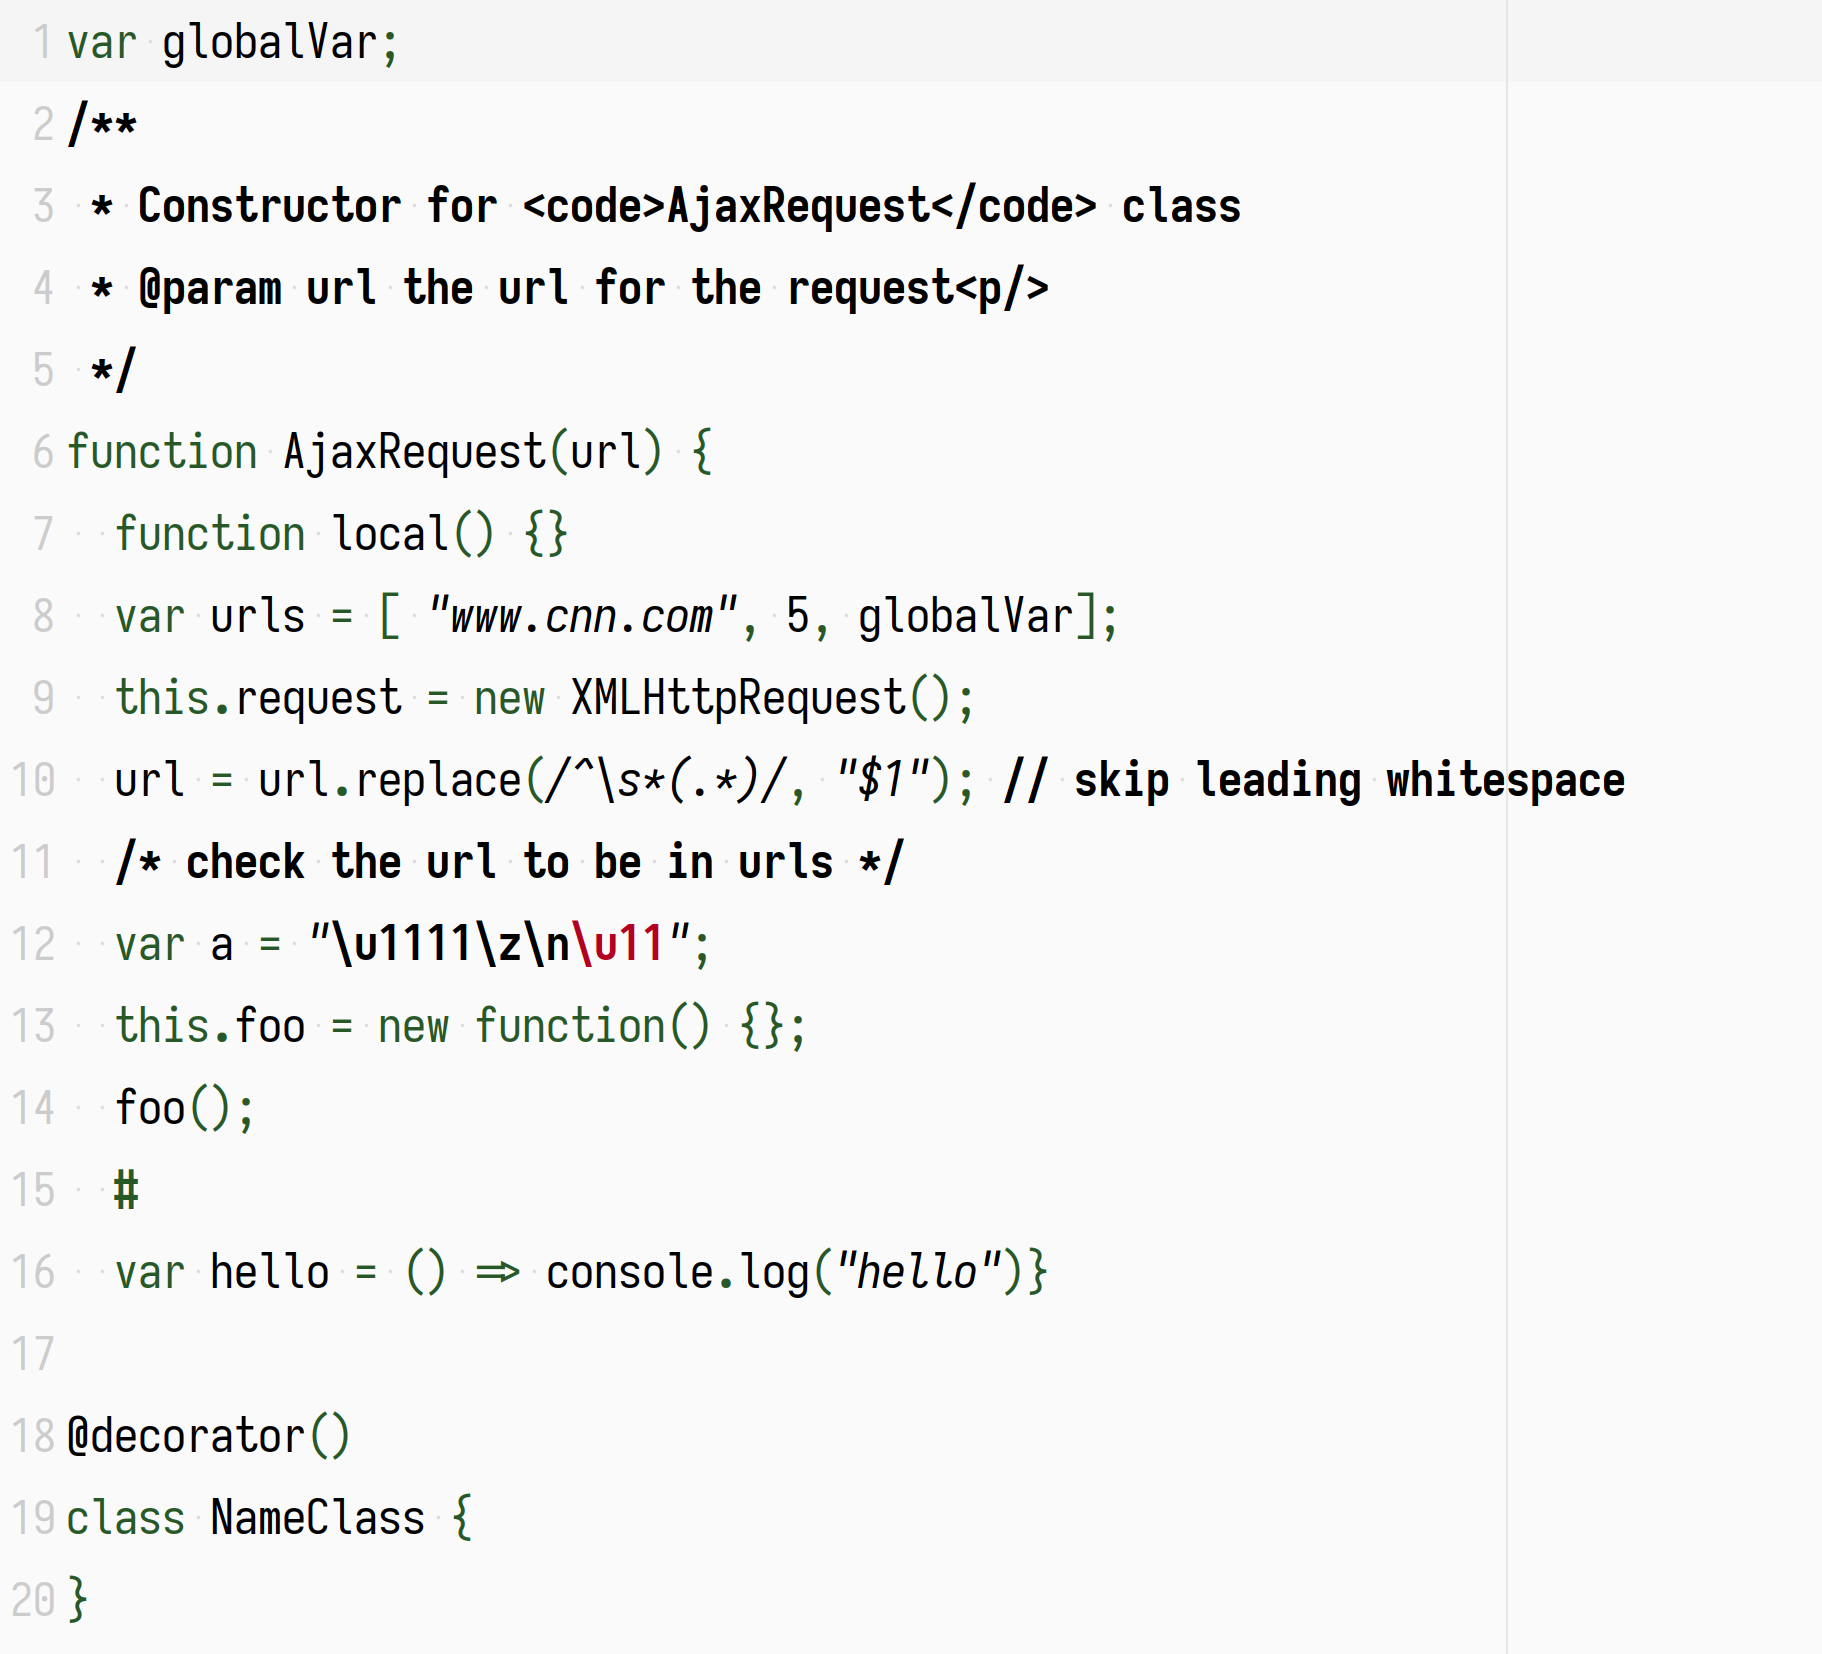 1 var globalVar;
2 /**
3  * Constructor for <code>AjaxRequest</code> class
4  * @param url the url for the request<p/>
5  */
6 function AjaxRequest(url) {
7   function local() {}
8   var urls = [ "www.cnn.com", 5, globalVar];
9   this.request = new XMLHttpRequest();
10   url = url.replace(/^\s*(.*)/, "$1"); // skip leading whitespace
11   /* check the url to be in urls */
12   var a = "\u1111\z\n\u11";
13   this.foo = new function() {};
14   foo();
15   #
16   var hello = () => console.log("hello")}
17
18 @decorator()
19 class NameClass {
20 }